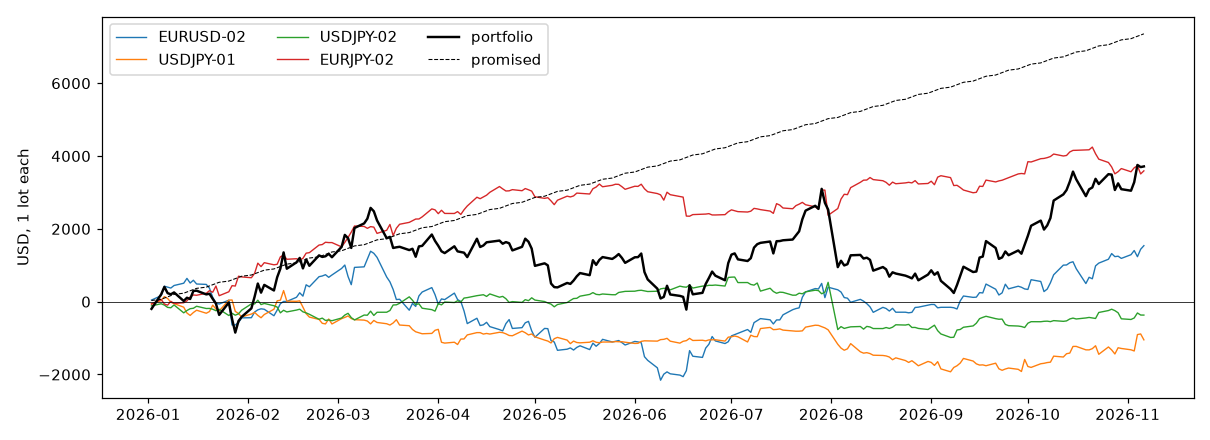 EURUSD-02 USDJPY-02 portfolio
USDJPY-01 EURJPY-02 promised
USD, 1 lot each
6000
4000
2000
0
−2000
2026-01 2026-02 2026-03 2026-04 2026-05 2026-06 2026-07 2026-08 2026-09 2026-10 2026-11